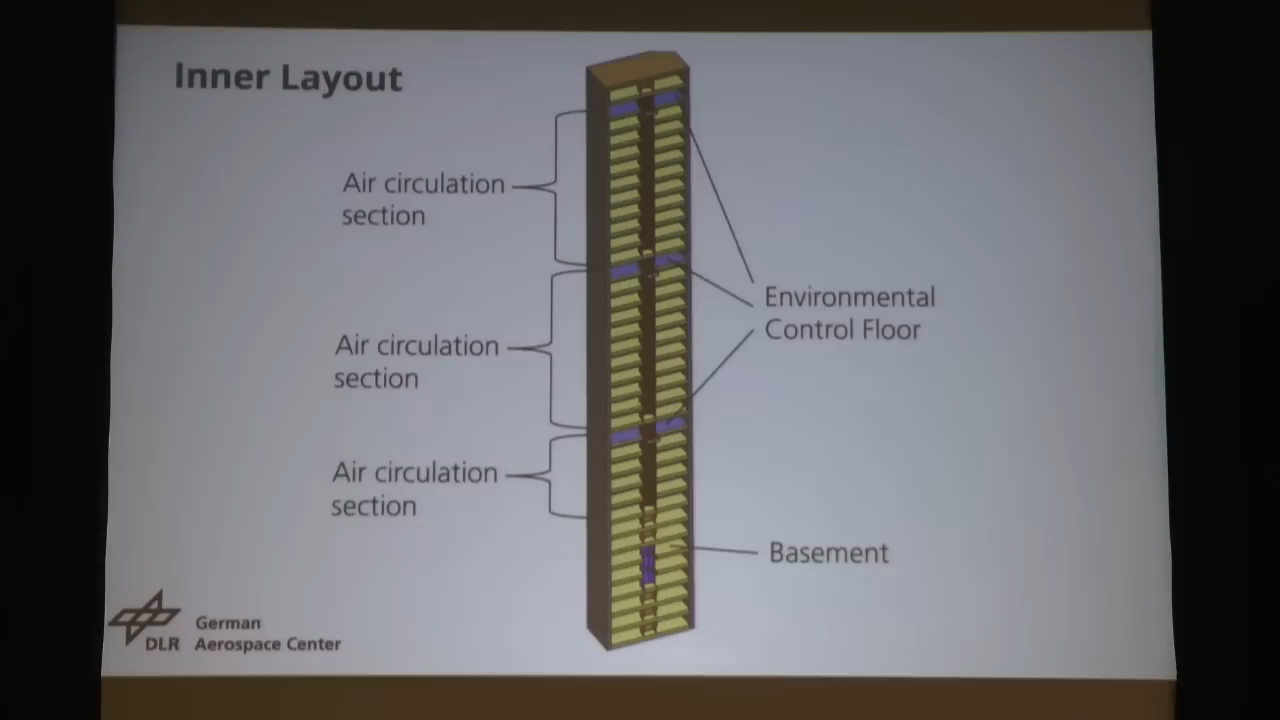 Inner Layout
Air circulation
section
Environmental
Control Floor
Air circulation
section
Air circulation
section
Basement
German
DLR Aerospace Center